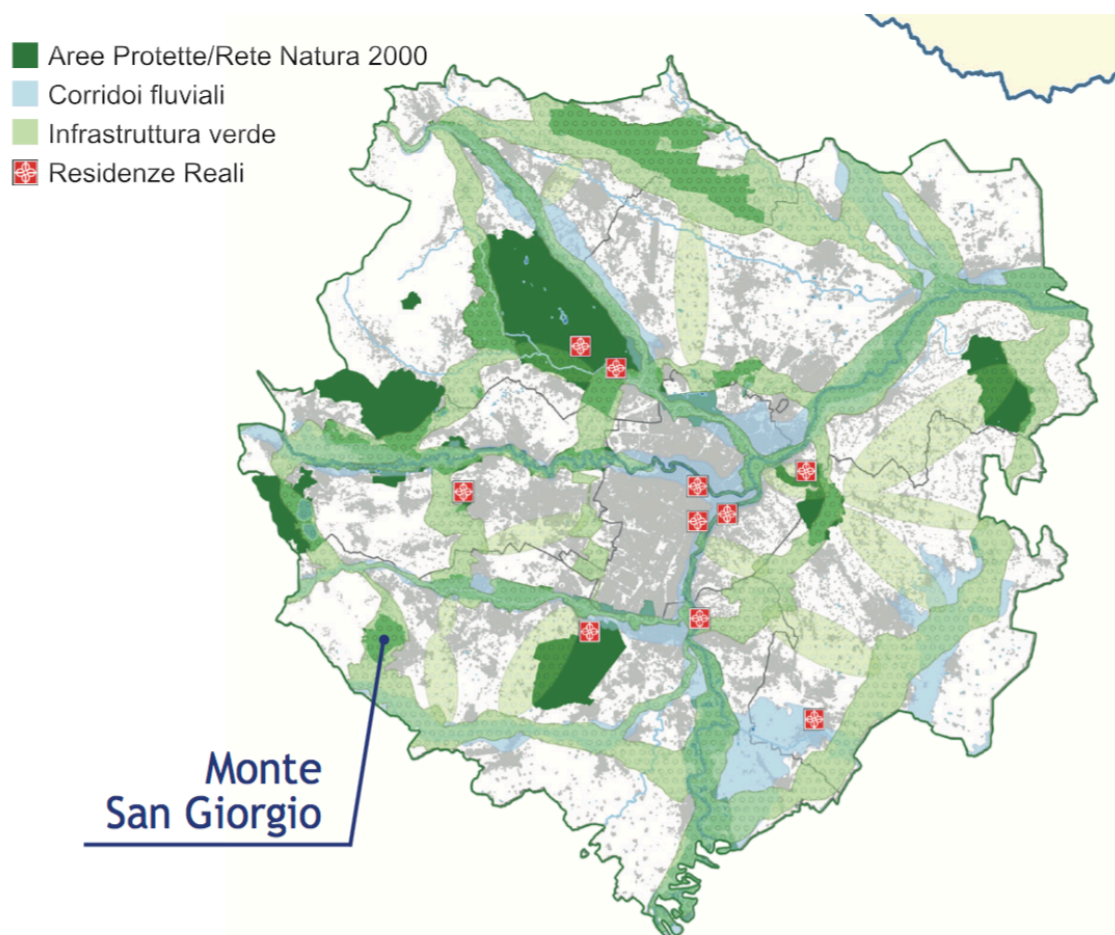 Aree Protette/Rete Natura 2000
Corridoi fluviali
Infrastruttura verde
Residenze Reali
Monte
San Giorgio